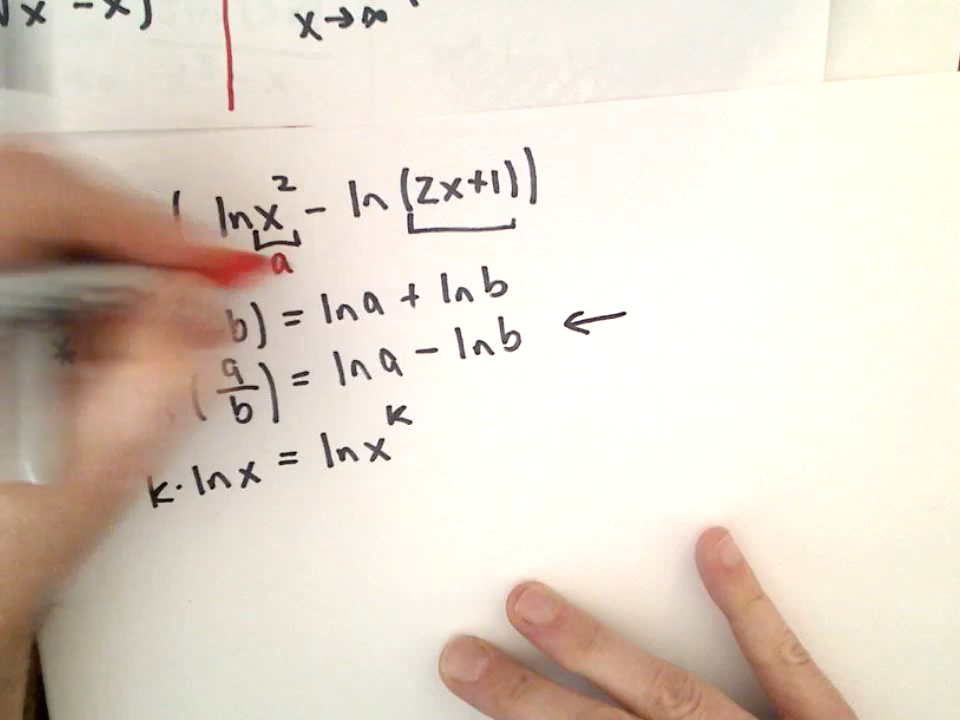 √x - x)
x→∞
( ln x² - ln (2x+1))
a
b) = ln a + ln b
(a/b) = ln a - ln b ←
k · ln x = ln x^k